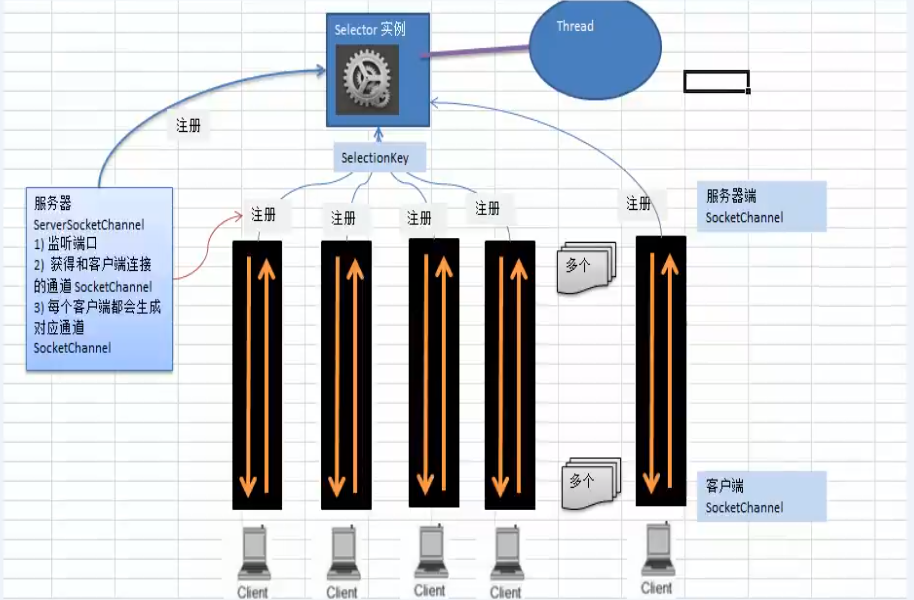 Selector 实例
Thread
注册
SelectionKey
服务器
ServerSocketChannel
1) 监听端口
2) 获得和客户端连接
的通道 SocketChannel
3) 每个客户端都会生成
对应通道
SocketChannel
注册
注册
注册
注册
注册
服务器端
SocketChannel
多个
多个
客户端
SocketChannel
Client
Client
Client
Client
Client